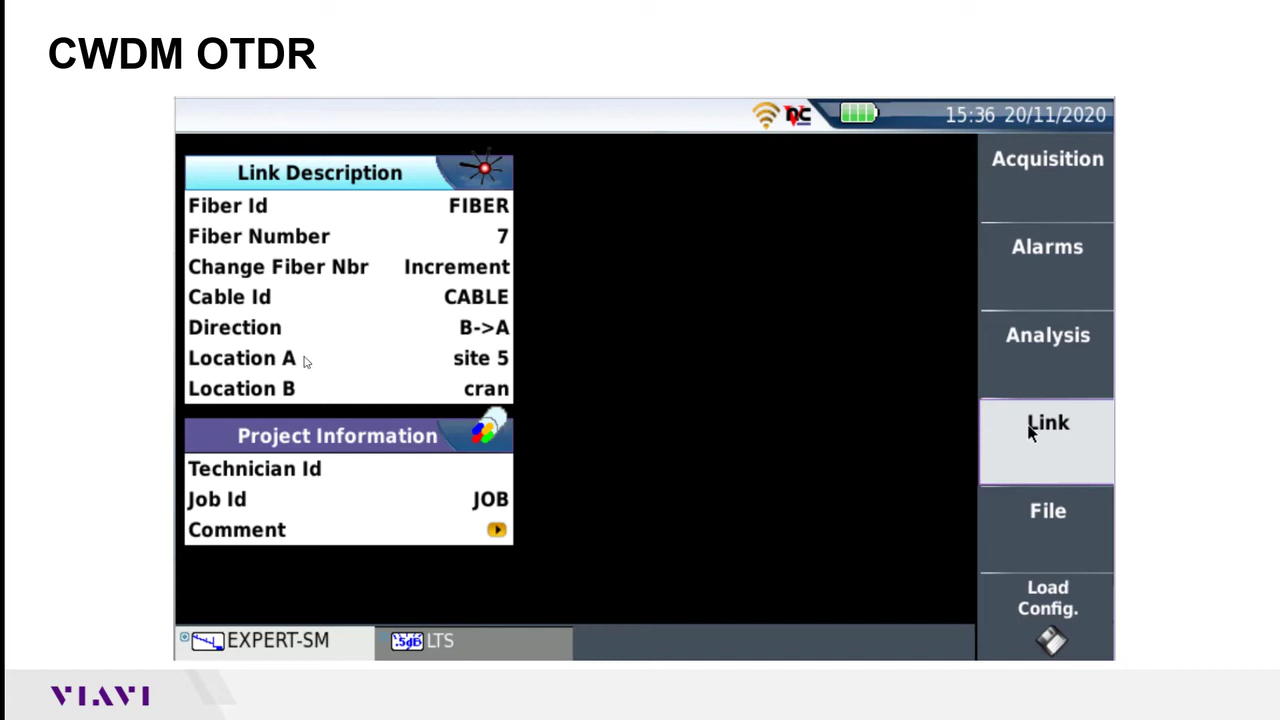 CWDM OTDR
15:36 20/11/2020
Link Description
Fiber Id FIBER
Fiber Number 7
Change Fiber Nbr Increment
Cable Id CABLE
Direction B->A
Location A site 5
Location B cran
Project Information
Technician Id
Job Id JOB
Comment
Acquisition
Alarms
Analysis
Link
File
Load
Config.
EXPERT-SM
.5dB LTS
VIAVI